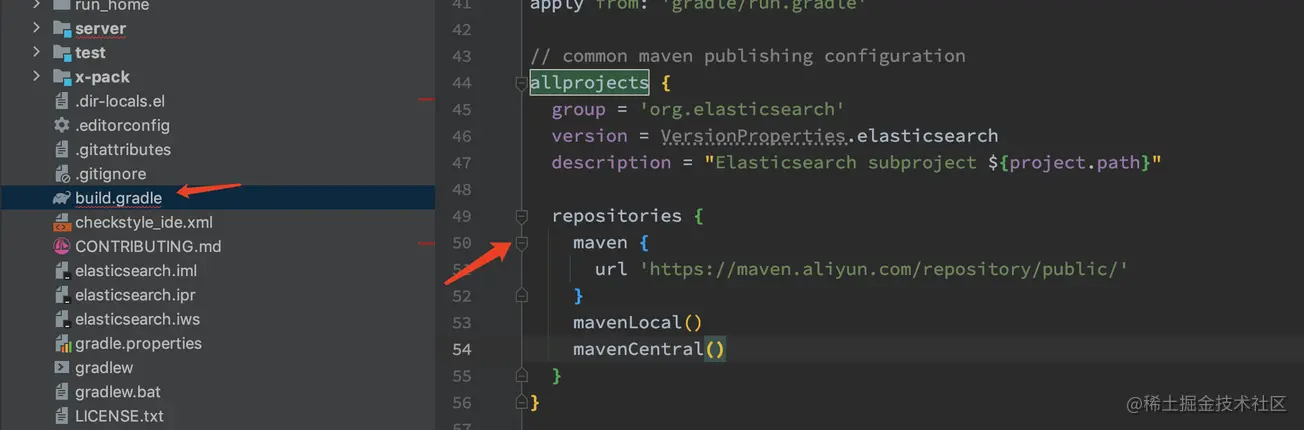 run_home
server
test
x-pack
.dir-locals.el
.editorconfig
.gitattributes
.gitignore
build.gradle
checkstyle_ide.xml
CONTRIBUTING.md
elasticsearch.iml
elasticsearch.ipr
elasticsearch.iws
gradle.properties
gradlew
gradlew.bat
LICENSE.txt
41 apply from: 'gradle/run.gradle'
42
43 // common maven publishing configuration
44 allprojects {
45 group = 'org.elasticsearch'
46 version = VersionProperties.elasticsearch
47 description = "Elasticsearch subproject ${project.path}"
48
49 repositories {
50 maven {
51 url 'https://maven.aliyun.com/repository/public/'
52 }
53 mavenLocal()
54 mavenCentral()
55 }
56 }
57
@稀土掘金技术社区